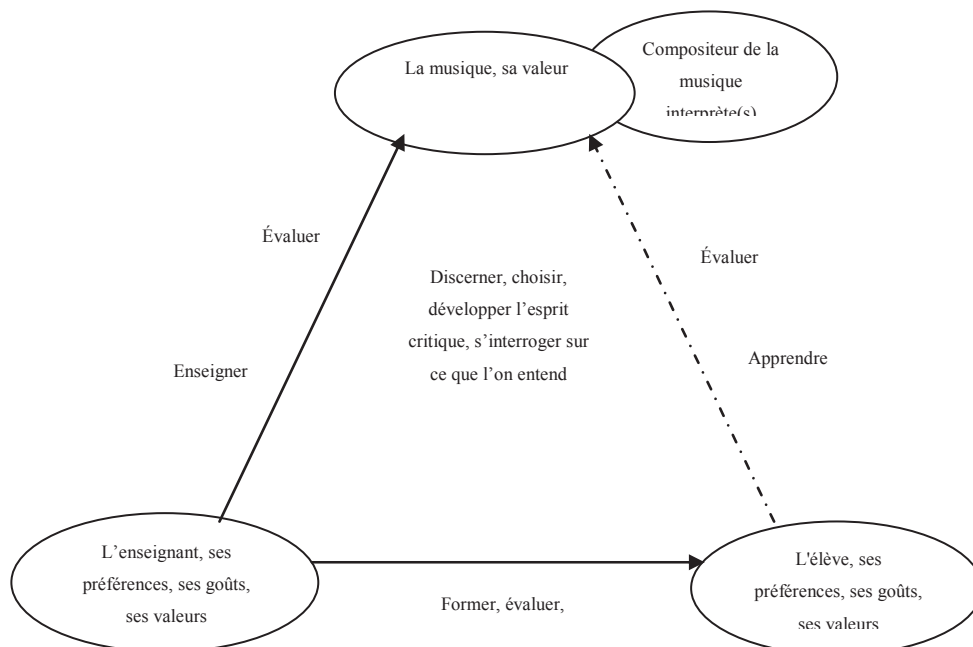 La musique, sa valeur
Compositeur de la
musique
interprète(s)
Évaluer
Évaluer
Discerner, choisir,
développer l’esprit
critique, s’interroger sur
ce que l’on entend
Enseigner
Apprendre
L’enseignant, ses
préférences, ses goûts,
ses valeurs
Former, évaluer,
L'élève, ses
préférences, ses goûts,
ses valeurs